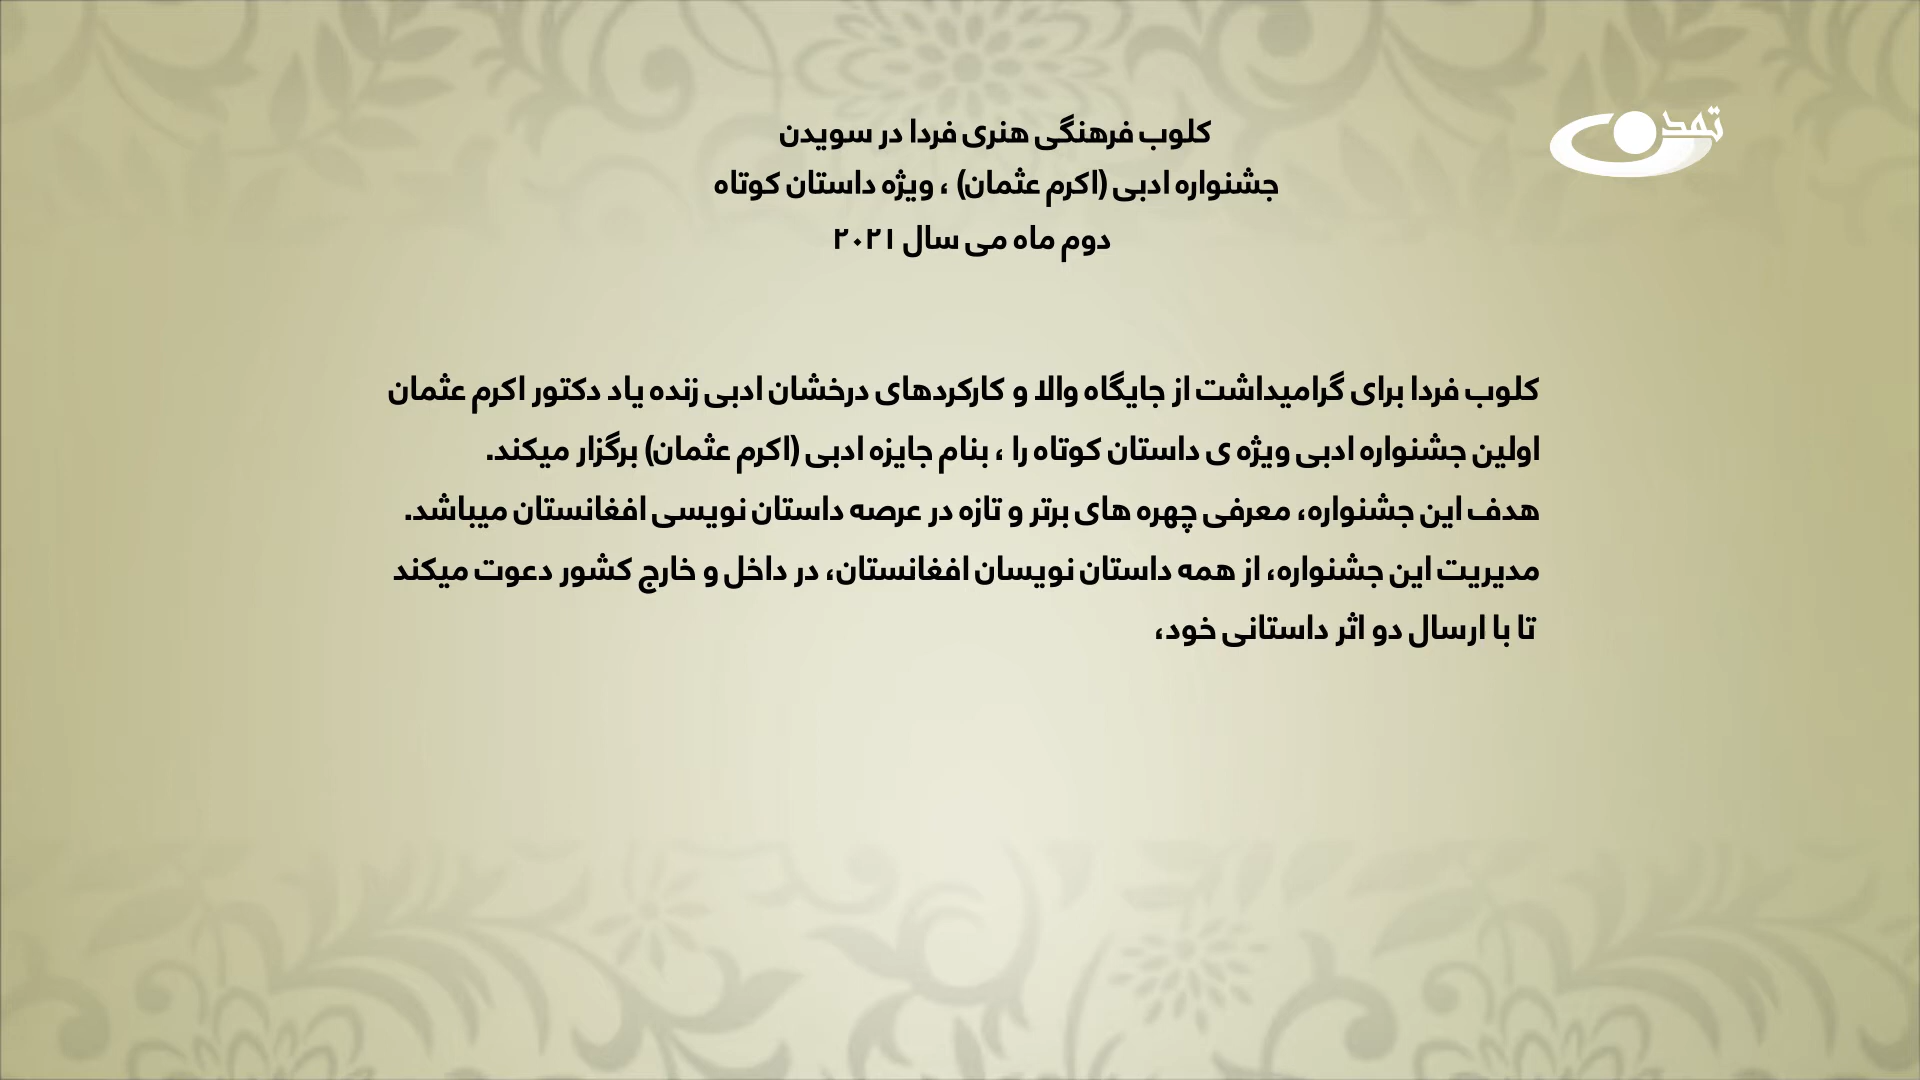 تمدن
کلوب فرهنگی هنری فردا در سویدن
جشنواره ادبی (اکرم عثمان) ، ویژه داستان کوتاه
دوم ماه می سال ۲۰۲۱
کلوب فردا برای گرامیداشت از جایگاه والا و کارکردهای درخشان ادبی زنده یاد دکتور اکرم عثمان
اولین جشنواره ادبی ویژه ی داستان کوتاه را ، بنام جایزه ادبی (اکرم عثمان) برگزار میکند.
هدف این جشنواره، معرفی چهره های برتر و تازه در عرصه داستان نویسی افغانستان میباشد.
مدیریت این جشنواره، از همه داستان نویسان افغانستان، در داخل و خارج کشور دعوت میکند
تا با ارسال دو اثر داستانی خود،